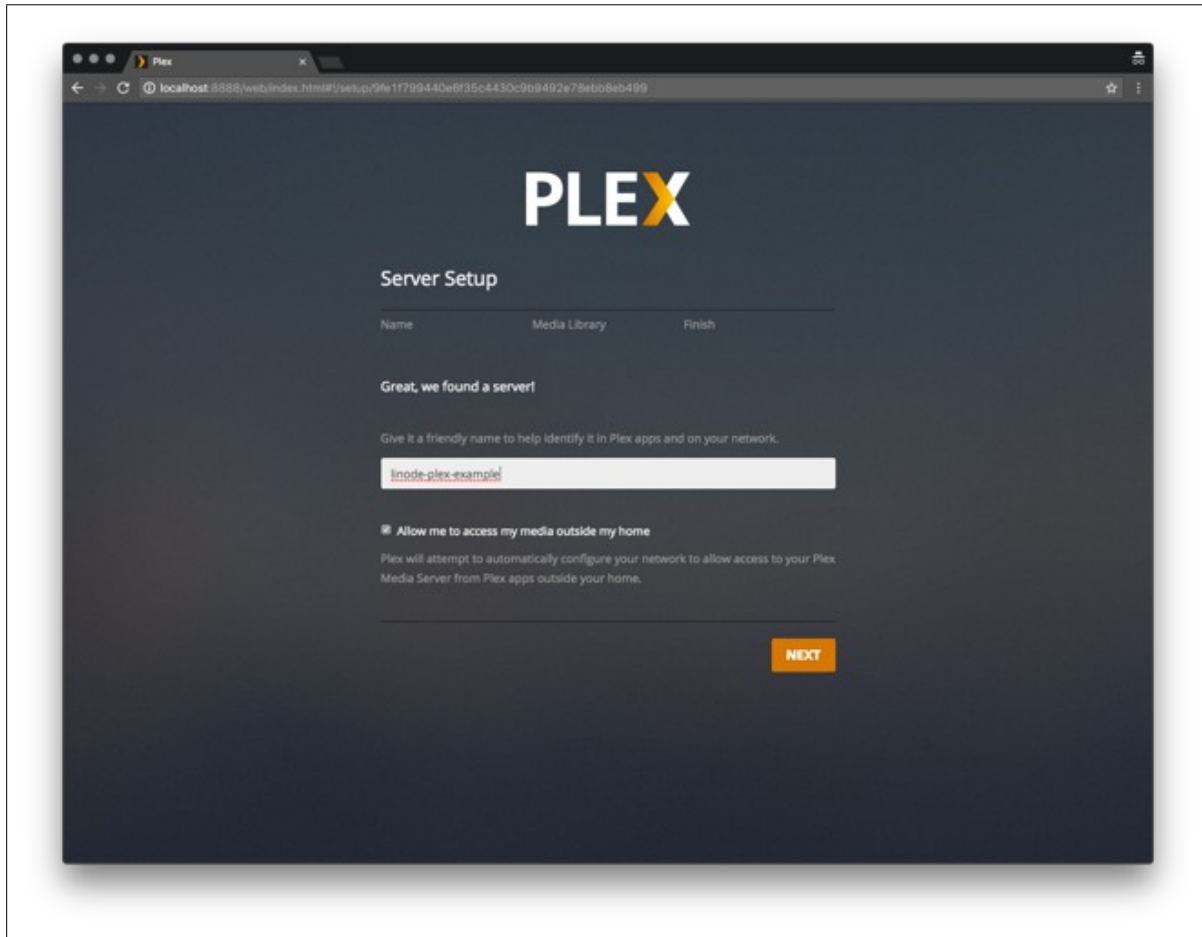 Plex
localhost:8888/web/index.html#!/setup/9fe1f799440e6f35c4430c9b9492e78ebb8eb499
PLEX
Server Setup
Name Media Library Finish
Great, we found a server!
Give it a friendly name to help identify it in Plex apps and on your network.
linode-plex-example
Allow me to access my media outside my home
Plex will attempt to automatically configure your network to allow access to your Plex
Media Server from Plex apps outside your home.
NEXT